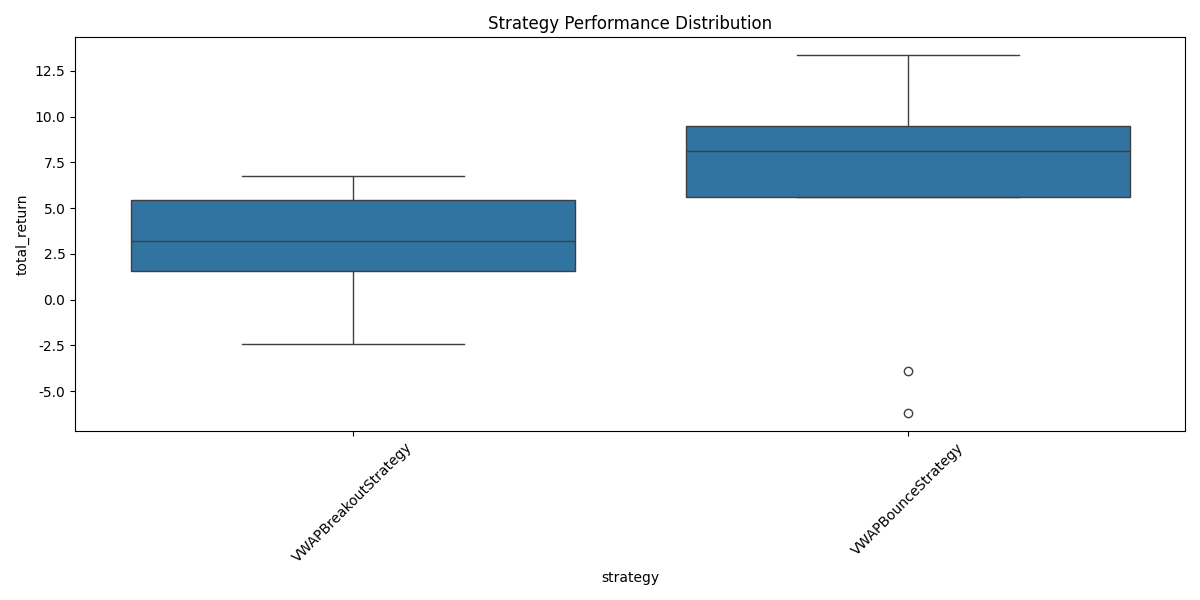 Strategy Performance Distribution
12.5
10.0
7.5
5.0
2.5
0.0
-2.5
-5.0
total_return
VWAPBreakoutStrategy
VWAPBounceStrategy
strategy